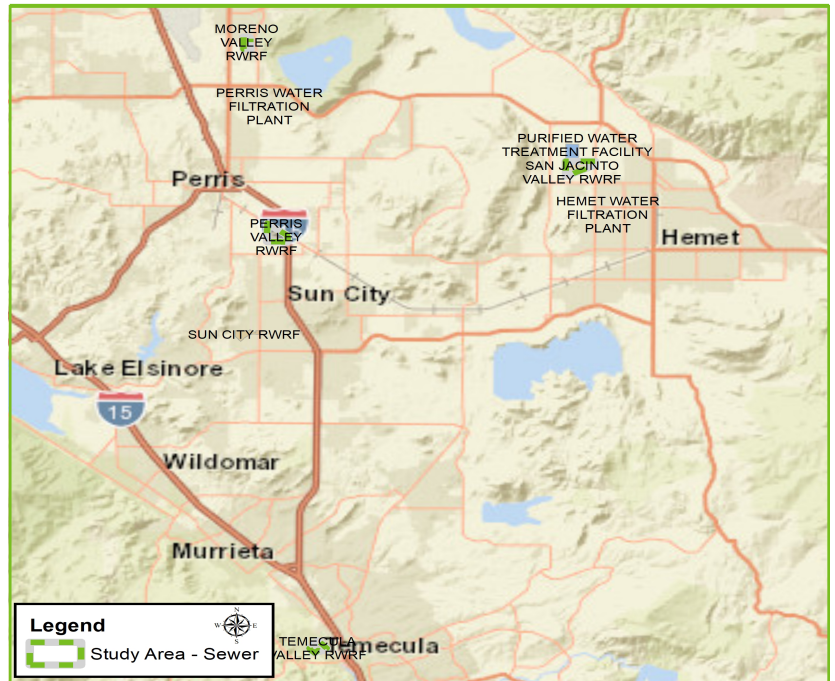 MORENO
VALLEY
RWRF
PERRIS WATER
FILTRATION
PLANT
PURIFIED WATER
TREATMENT FACILITY
SAN JACINTO
VALLEY RWRF
Perris
HEMET WATER
FILTRATION
PLANT
PERRIS
VALLEY
RWRF
Hemet
Sun City
SUN CITY RWRF
Lake Elsinore
15
Wildomar
Murrieta
Legend
N
W E
S
Study Area - Sewer
TEMECULA
VALLEY RWRF
Temecula